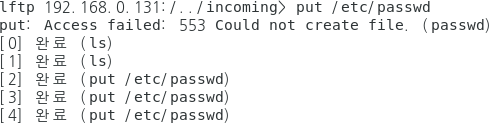 lftp 192.168.0.131:/../incoming> put /etc/passwd
put: Access failed: 553 Could not create file. (passwd)
[0] 완료 (ls)
[1] 완료 (ls)
[2] 완료 (put /etc/passwd)
[3] 완료 (put /etc/passwd)
[4] 완료 (put /etc/passwd)